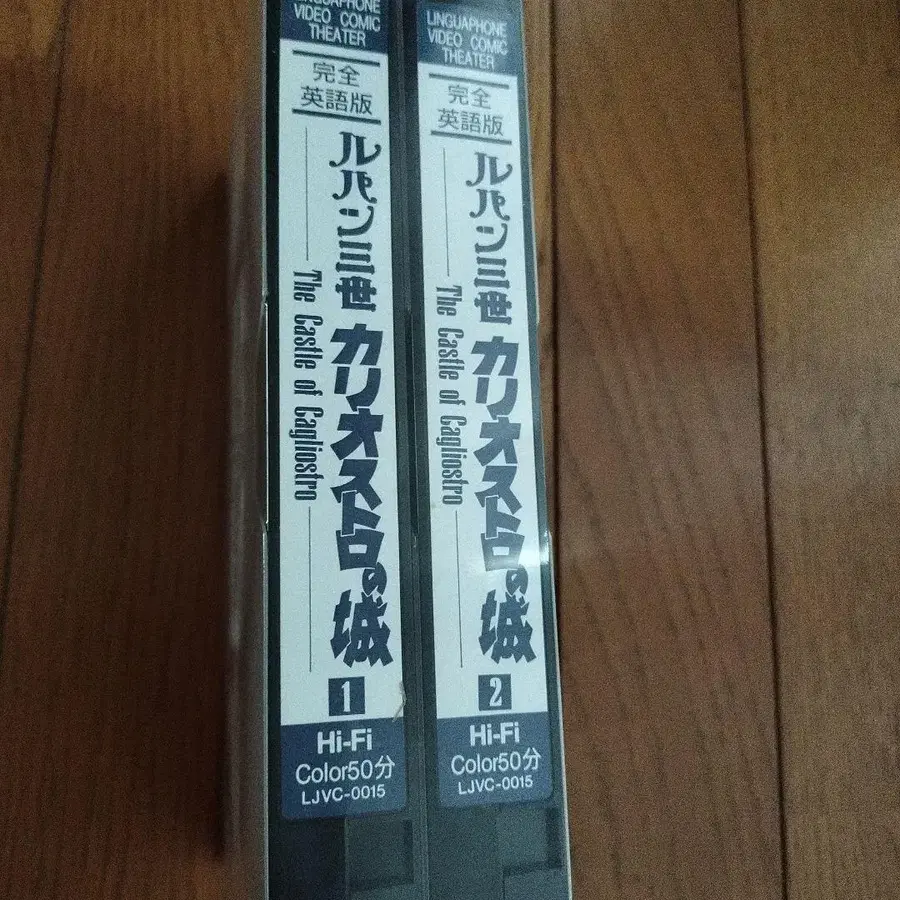 LINGUAPHONE
VIDEO COMIC
THEATER
完全
英語版
ルパン三世 カリオストロの城
The Castle of Cagliostro
1
Hi-Fi
Color50分
LJVC-0015
LINGUAPHONE
VIDEO COMIC
THEATER
完全
英語版
ルパン三世 カリオストロの城
The Castle of Cagliostro
2
Hi-Fi
Color50分
LJVC-0015